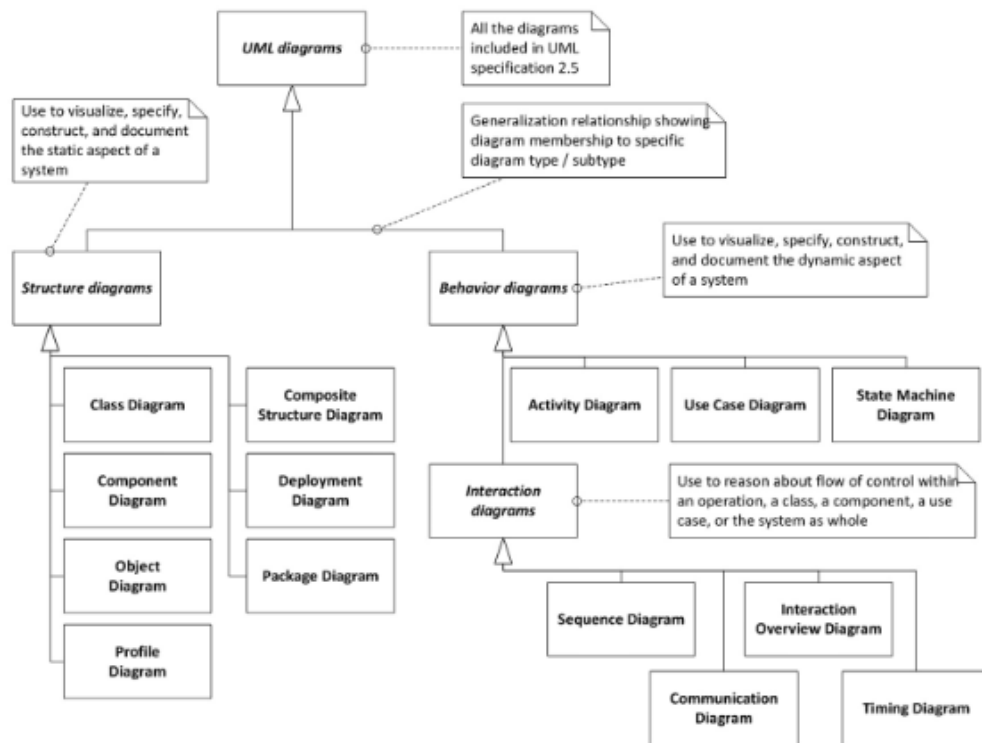 UML diagrams
All the diagrams
included in UML
specification 2.5
Use to visualize, specify,
construct, and document
the static aspect of a
system
Generalization relationship showing
diagram membership to specific
diagram type / subtype
Structure diagrams
Behavior diagrams
Use to visualize, specify, construct,
and document the dynamic aspect
of a system
Class Diagram
Composite
Structure Diagram
Component
Diagram
Deployment
Diagram
Object
Diagram
Package Diagram
Profile
Diagram
Activity Diagram
Use Case Diagram
State Machine
Diagram
Interaction
diagrams
Use to reason about flow of control within
an operation, a class, a component, a use
case, or the system as whole
Sequence Diagram
Interaction
Overview Diagram
Communication
Diagram
Timing Diagram